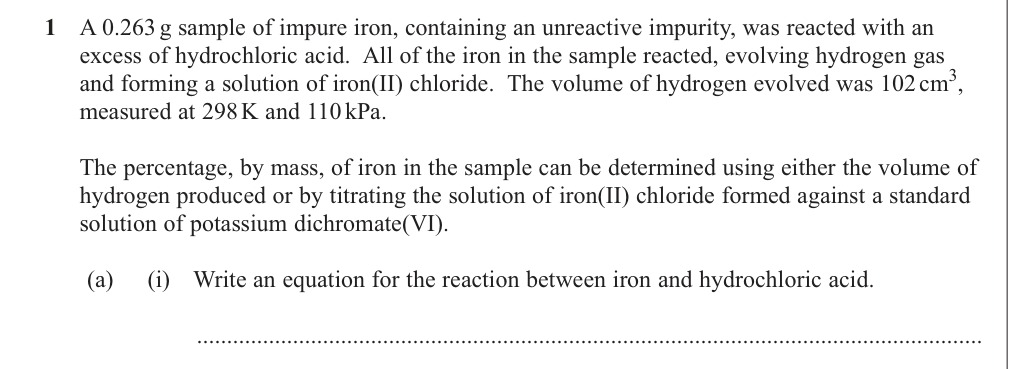 1 A 0.263 g sample of impure iron, containing an unreactive impurity, was reacted with an
excess of hydrochloric acid. All of the iron in the sample reacted, evolving hydrogen gas
and forming a solution of iron(II) chloride. The volume of hydrogen evolved was 102 cm³,
measured at 298 K and 110 kPa.
The percentage, by mass, of iron in the sample can be determined using either the volume of
hydrogen produced or by titrating the solution of iron(II) chloride formed against a standard
solution of potassium dichromate(VI).
(a) (i) Write an equation for the reaction between iron and hydrochloric acid.